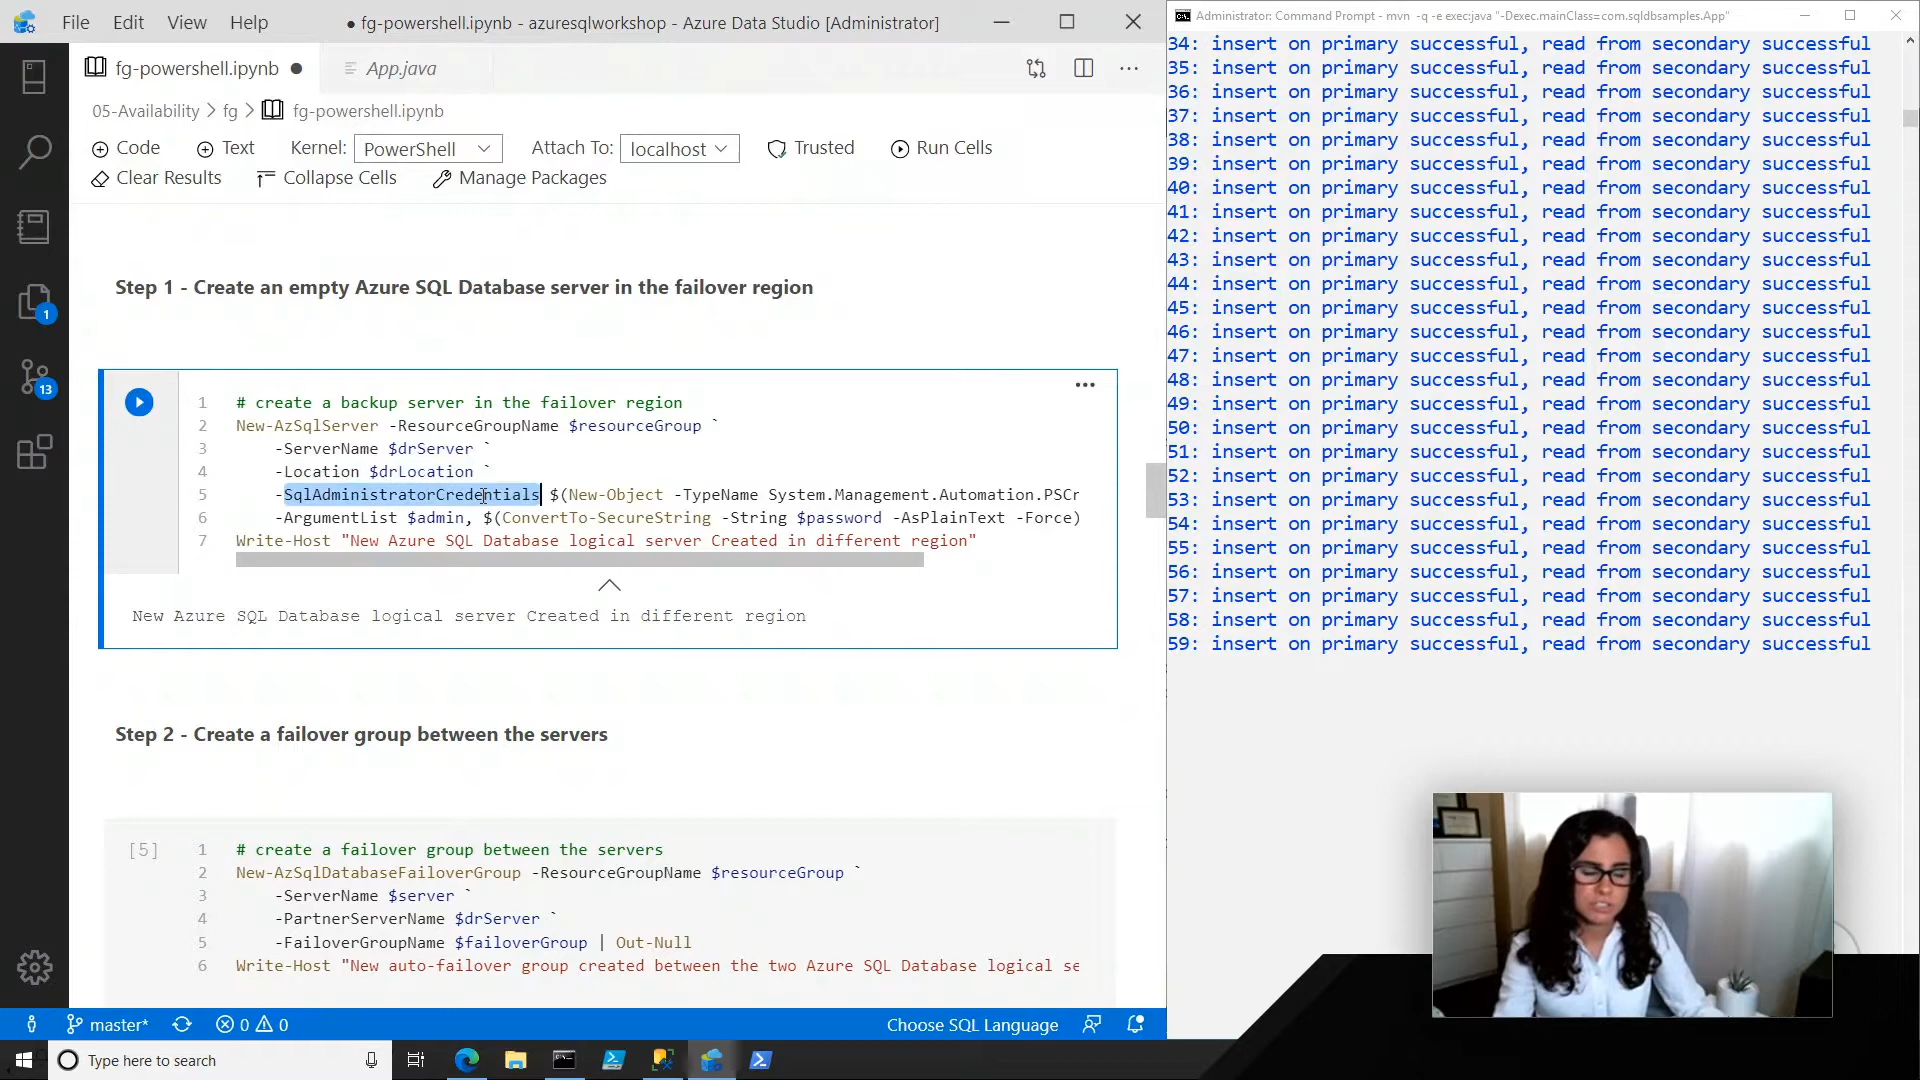 File Edit View Help
● fg-powershell.ipynb - azuresqlworkshop - Azure Data Studio [Administrator]
fg-powershell.ipynb ●
App.java
05-Availability > fg > fg-powershell.ipynb
Code
Text
Kernel: PowerShell
Attach To: localhost
Trusted
Run Cells
Clear Results
Collapse Cells
Manage Packages
Step 1 - Create an empty Azure SQL Database server in the failover region
1 # create a backup server in the failover region
2 New-AzSqlServer -ResourceGroupName $resourceGroup `
3 -ServerName $drServer `
4 -Location $drLocation `
5 -SqlAdministratorCredentials $(New-Object -TypeName System.Management.Automation.PSCr
6 -ArgumentList $admin, $(ConvertTo-SecureString -String $password -AsPlainText -Force)
7 Write-Host "New Azure SQL Database logical server Created in different region"
New Azure SQL Database logical server Created in different region
Step 2 - Create a failover group between the servers
[5]
1 # create a failover group between the servers
2 New-AzSqlDatabaseFailoverGroup -ResourceGroupName $resourceGroup `
3 -ServerName $server `
4 -PartnerServerName $drServer `
5 -FailoverGroupName $failoverGroup | Out-Null
6 Write-Host "New auto-failover group created between the two Azure SQL Database logical se
1
13
master*
0 0
Choose SQL Language
Type here to search
Administrator: Command Prompt - mvn -q -e exec:java "-Dexec.mainClass=com.sqldbsamples.App"
34: insert on primary successful, read from secondary successful
35: insert on primary successful, read from secondary successful
36: insert on primary successful, read from secondary successful
37: insert on primary successful, read from secondary successful
38: insert on primary successful, read from secondary successful
39: insert on primary successful, read from secondary successful
40: insert on primary successful, read from secondary successful
41: insert on primary successful, read from secondary successful
42: insert on primary successful, read from secondary successful
43: insert on primary successful, read from secondary successful
44: insert on primary successful, read from secondary successful
45: insert on primary successful, read from secondary successful
46: insert on primary successful, read from secondary successful
47: insert on primary successful, read from secondary successful
48: insert on primary successful, read from secondary successful
49: insert on primary successful, read from secondary successful
50: insert on primary successful, read from secondary successful
51: insert on primary successful, read from secondary successful
52: insert on primary successful, read from secondary successful
53: insert on primary successful, read from secondary successful
54: insert on primary successful, read from secondary successful
55: insert on primary successful, read from secondary successful
56: insert on primary successful, read from secondary successful
57: insert on primary successful, read from secondary successful
58: insert on primary successful, read from secondary successful
59: insert on primary successful, read from secondary successful